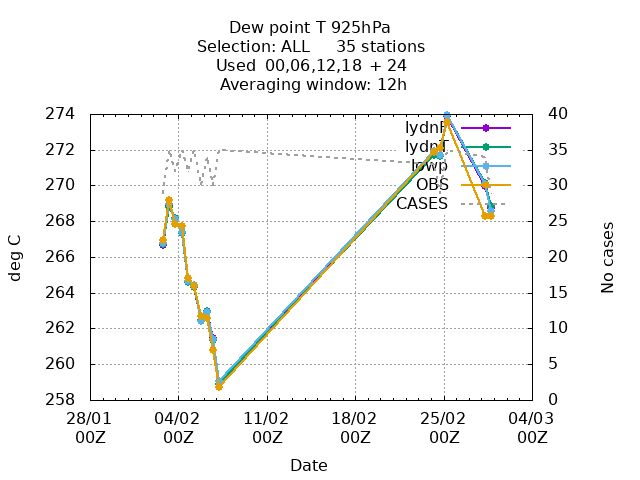 Dew point T 925hPa
Selection: ALL 35 stations
Used 00,06,12,18 + 24
Averaging window: 12h
274
272
270
268
266
264
262
260
258
40
35
30
25
20
15
10
5
0
OBS
CASES
deg C
No cases
28/01 04/02 11/02 18/02 25/02 04/03
00Z 00Z 00Z 00Z 00Z 00Z
Date